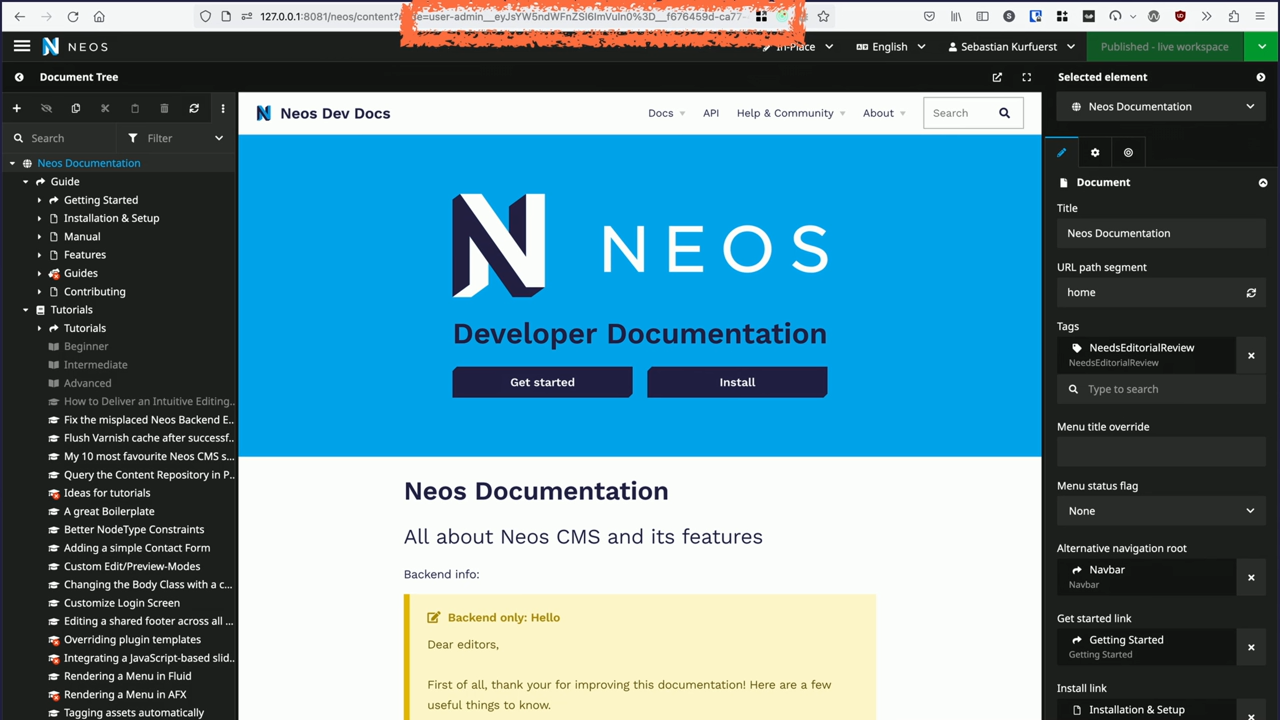 127.0.0.1:8081/neos/content?
=user-admin__eyJsYW5ndWFnZSI6ImVuIn0%3D__f676459d-ca77-
NEOS
In-Place
English
Sebastian Kurfuerst
Published - live workspace
Document Tree
Selected element
Neos Documentation
Search
Filter
Neos Documentation
Guide
Getting Started
Installation & Setup
Manual
Features
Guides
Contributing
Tutorials
Tutorials
Beginner
Intermediate
Advanced
How to Deliver an Intuitive Editing..
Fix the misplaced Neos Backend E..
Flush Varnish cache after successf..
My 10 most favourite Neos CMS s..
Query the Content Repository in P..
Ideas for tutorials
A great Boilerplate
Better NodeType Constraints
Adding a simple Contact Form
Custom Edit/Preview-Modes
Changing the Body Class with a c...
Customize Login Screen
Editing a shared footer across all ...
Overriding plugin templates
Integrating a JavaScript-based slid..
Rendering a Menu in Fluid
Rendering a Menu in AFX
Tagging assets automatically
Neos Dev Docs
Docs
API
Help & Community
About
Search
NEOS
Developer Documentation
Get started
Install
Neos Documentation
All about Neos CMS and its features
Backend info:
Backend only: Hello
Dear editors,
First of all, thank your for improving this documentation! Here are a few
useful things to know.
Document
Title
Neos Documentation
URL path segment
home
Tags
NeedsEditorialReview
NeedsEditorialReview
Type to search
Menu title override
Menu status flag
None
Alternative navigation root
Navbar
Navbar
Get started link
Getting Started
Getting Started
Install link
Installation & Setup